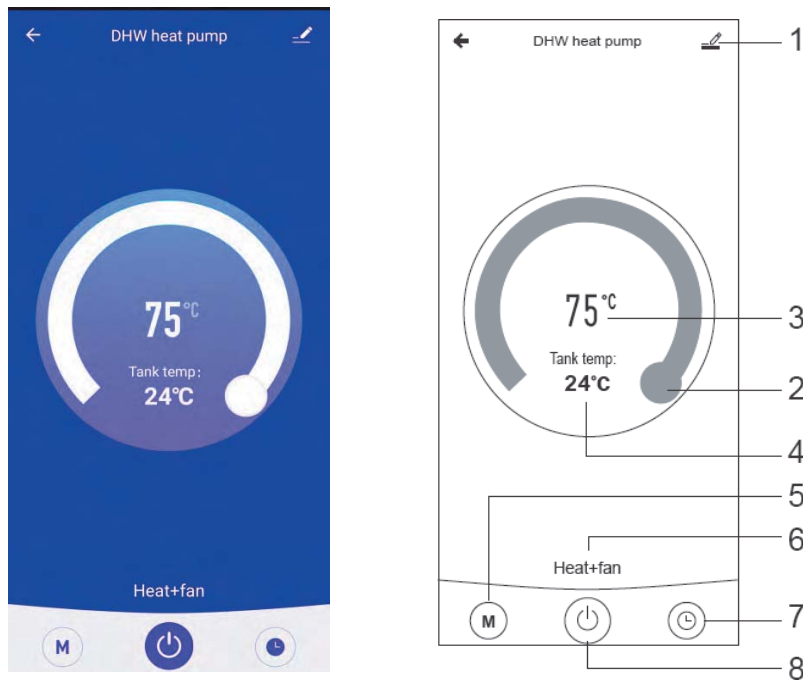 DHW heat pump
75°C
Tank temp:
24°C
Heat+fan
M
DHW heat pump
1
75°C
3
Tank temp:
24°C
2
4
5
6
Heat+fan
M
7
8